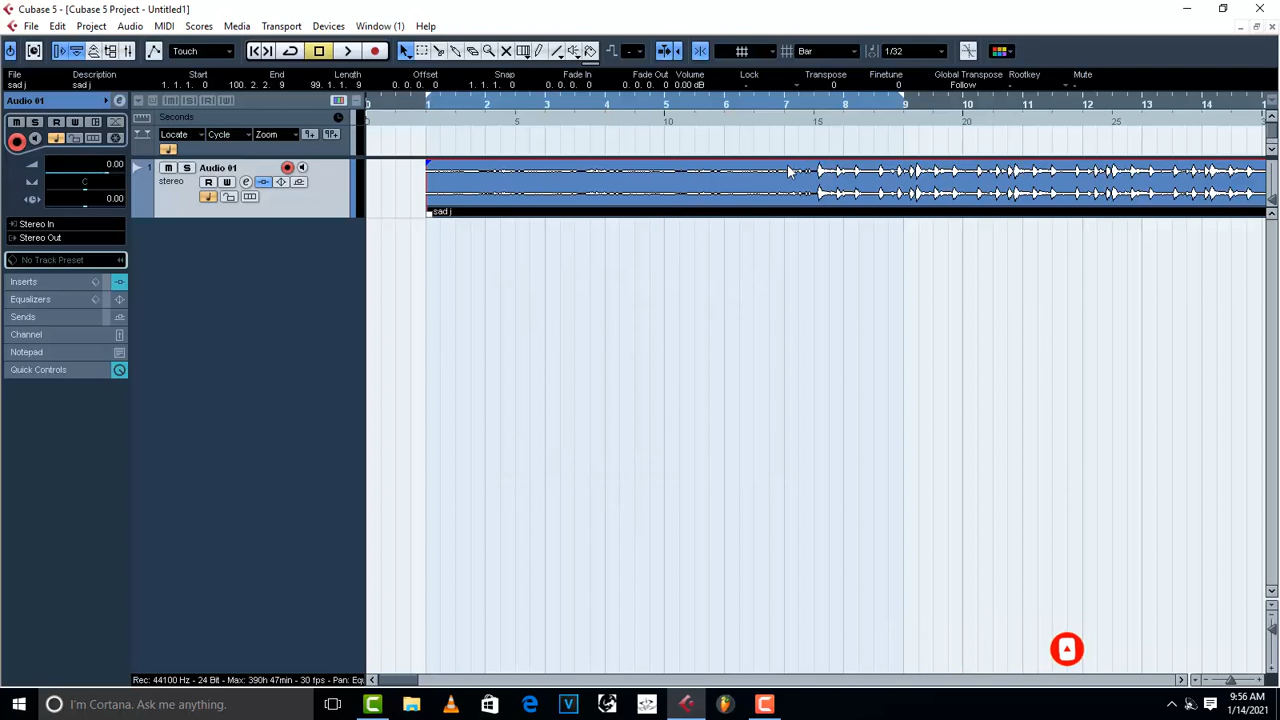 Cubase 5 - [Cubase 5 Project - Untitled1]
File Edit Project Audio MIDI Scores Media Transport Devices Window (1) Help
Touch Bar 1/32
File Description Start End Length Offset Snap Fade In Fade Out Volume Lock Transpose Finetune Global Transpose Rootkey Mute
sad j sad j 1. 1. 1. 0 100. 2. 2. 9 99. 1. 1. 9 0. 0. 0. 0 1. 1. 1. 0 0. 0. 0. 0 0. 0. 0. 0 0.00 dB - 0 0 Follow - -
Audio 01
0 1 2 3 4 5 6 7 8 9 10 11 12 13 14
Seconds
0 5 10 15 20 25
Locate Cycle Zoom
0.00
C
0.00
1 Audio 01
stereo
R W
sad j
Stereo In
Stereo Out
No Track Preset
Inserts
Equalizers
Sends
Channel
Notepad
Quick Controls
Rec: 44100 Hz - 24 Bit - Max: 390h 47min - 30 fps - Pan: Equ
I'm Cortana. Ask me anything.
9:56 AM
1/14/2021